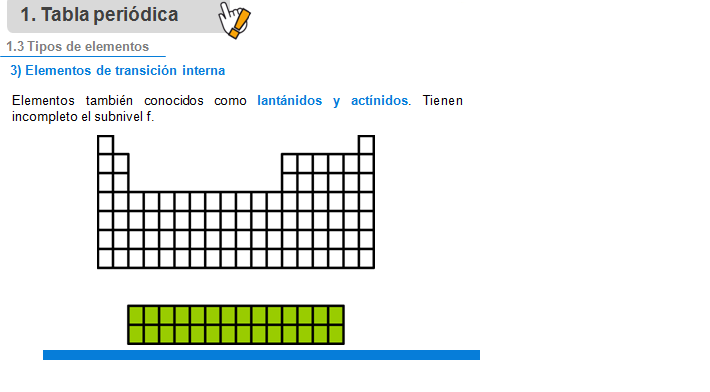 1. Tabla periódica
1.3 Tipos de elementos
3) Elementos de transición interna
Elementos también conocidos como lantánidos y actínidos. Tienen
incompleto el subnivel f.